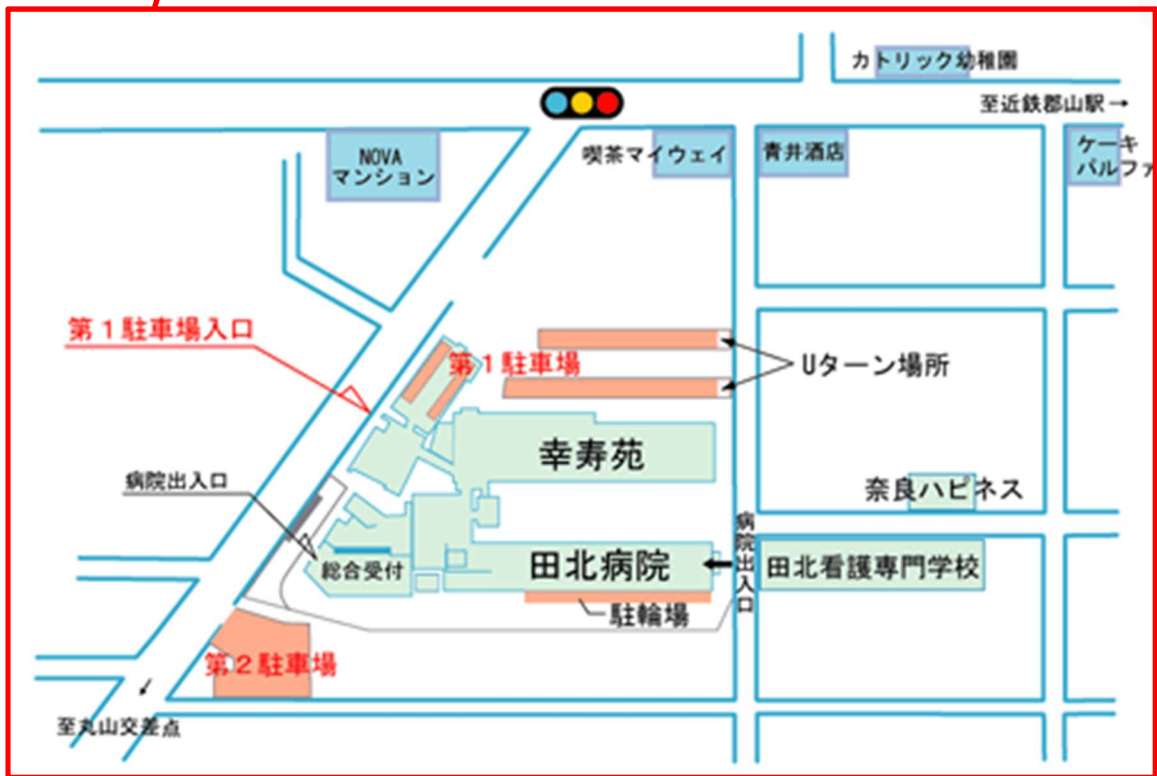 カトリック幼稚園
至近鉄郡山駅→
NOVA
マンション
喫茶マイウェイ
青井酒店
ケーキ
パルファ
第１駐車場入口
第１駐車場
Uターン場所
幸寿苑
病院出入口
奈良ハピネス
総合受付
田北病院
病院出入口
田北看護専門学校
駐輪場
第２駐車場
至丸山交差点